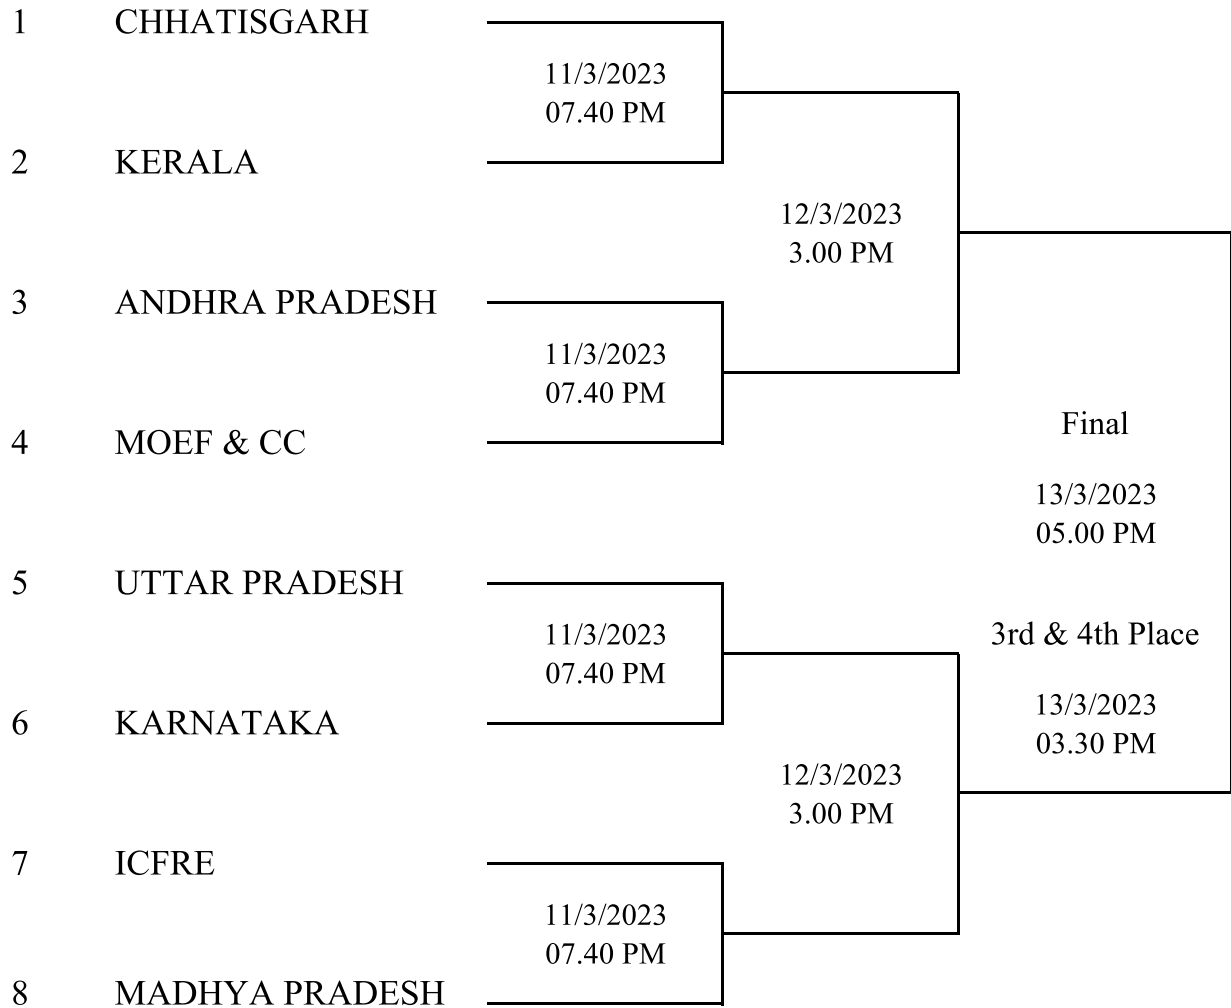 1 CHHATISGARH
11/3/2023
07.40 PM
2 KERALA
12/3/2023
3.00 PM
3 ANDHRA PRADESH
11/3/2023
07.40 PM
4 MOEF & CC
Final
13/3/2023
05.00 PM
5 UTTAR PRADESH
11/3/2023
07.40 PM
3rd & 4th Place
13/3/2023
03.30 PM
6 KARNATAKA
12/3/2023
3.00 PM
7 ICFRE
11/3/2023
07.40 PM
8 MADHYA PRADESH